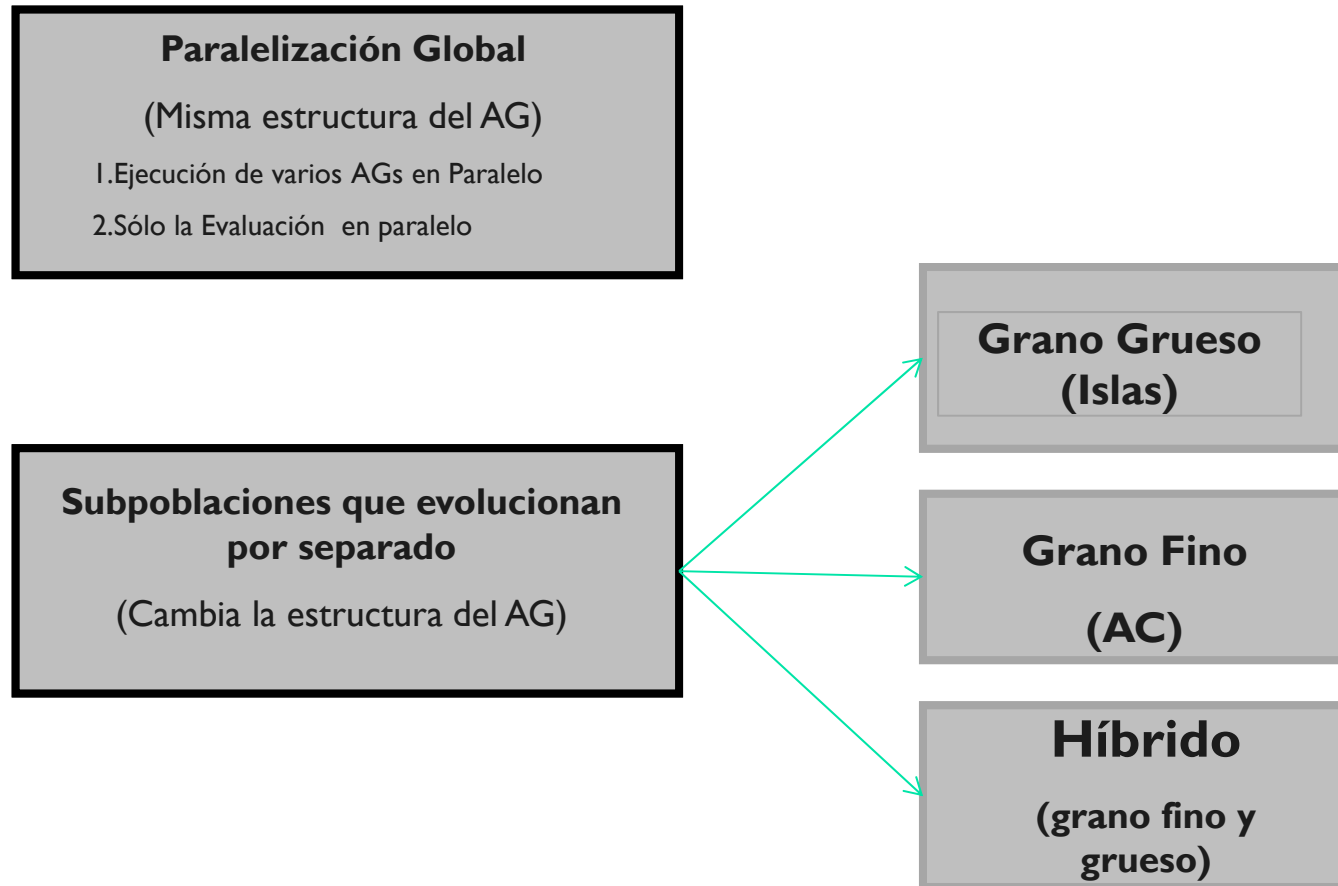 Paralelización Global
(Misma estructura del AG)
1.Ejecución de varios AGs en Paralelo
2.Sólo la Evaluación en paralelo
Subpoblaciones que evolucionan
por separado
(Cambia la estructura del AG)
Grano Grueso
(Islas)
Grano Fino
(AC)
Híbrido
(grano fino y
grueso)